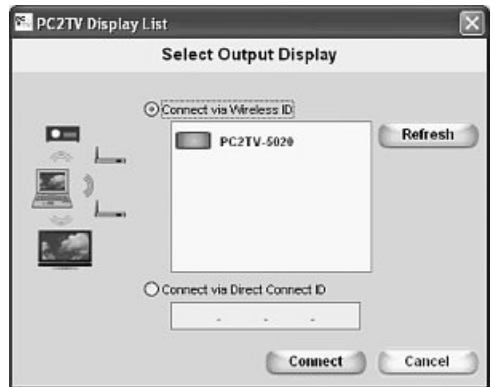 PC2TV Display List
Select Output Display
Connect via Wireless ID
PC2TV-5020
Refresh
Connect via Direct Connect ID
. . .
Connect
Cancel